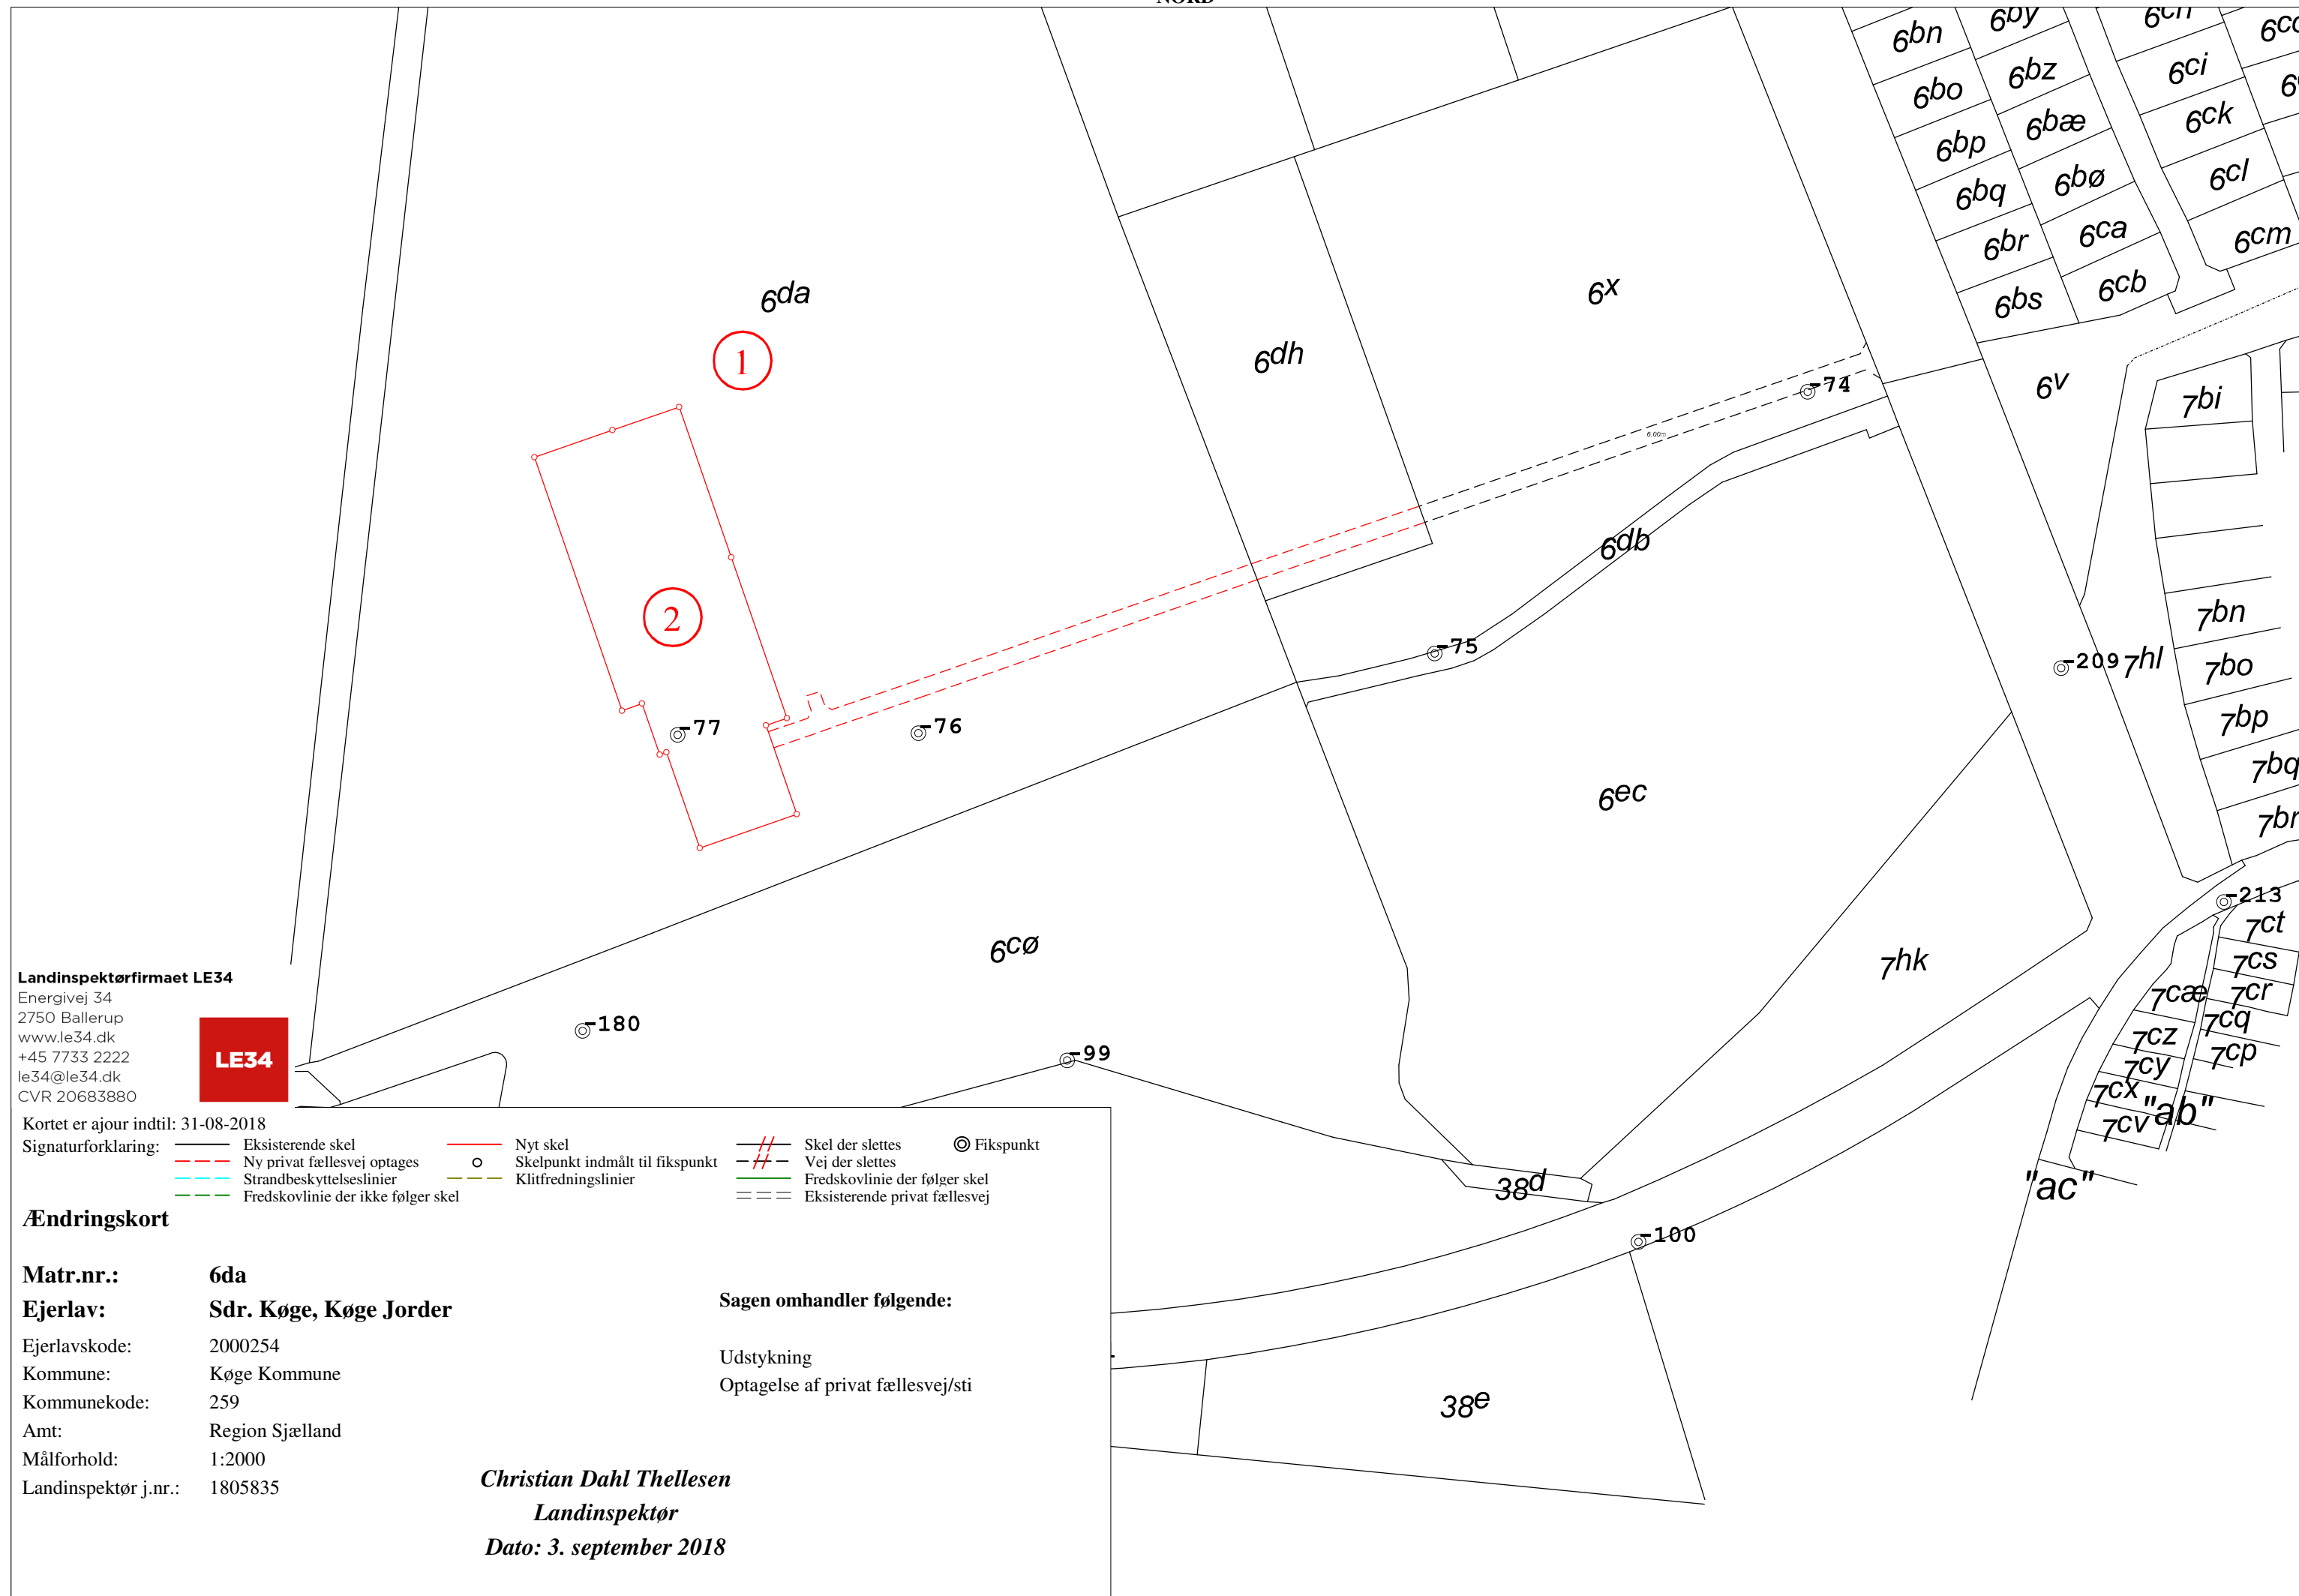 NORD
6bn
6by
6ch
6bo
6bz
6ci
6bp
6bæ
6ck
6bq
6bø
6cl
6br
6ca
6cm
6bs
6cb
6da
6x
1
6dh
6v
-74
7bi
6.00m
6db
2
7bn
-75
-209
7hl
7bo
-77
-76
7bp
7bq
6ec
7br
-213
7ct
6cø
7hk
7cs
7cæ
7cr
7cq
-180
7cz
7cp
-99
7cy
7cx
"ab"
7cv
38d
"ac"
-100
38e
Landinspektørfirmaet LE34
Energivej 34
2750 Ballerup
www.le34.dk
+45 7733 2222
le34@le34.dk
CVR 20683880
LE34
Kortet er ajour indtil: 31-08-2018
Signaturforklaring:
Eksisterende skel
Nyt skel
Skel der slettes
Fikspunkt
Ny privat fællesvej optages
Skelpunkt indmålt til fikspunkt
Vej der slettes
Strandbeskyttelseslinier
Klitfredningslinier
Fredskovlinie der følger skel
Fredskovlinie der ikke følger skel
Eksisterende privat fællesvej
Ændringskort
Matr.nr.: 6da
Ejerlav: Sdr. Køge, Køge Jorder
Ejerlavskode: 2000254
Kommune: Køge Kommune
Kommunekode: 259
Amt: Region Sjælland
Målforhold: 1:2000
Landinspektør j.nr.: 1805835
Sagen omhandler følgende:
Udstykning
Optagelse af privat fællesvej/sti
Christian Dahl Thellesen
Landinspektør
Dato: 3. september 2018